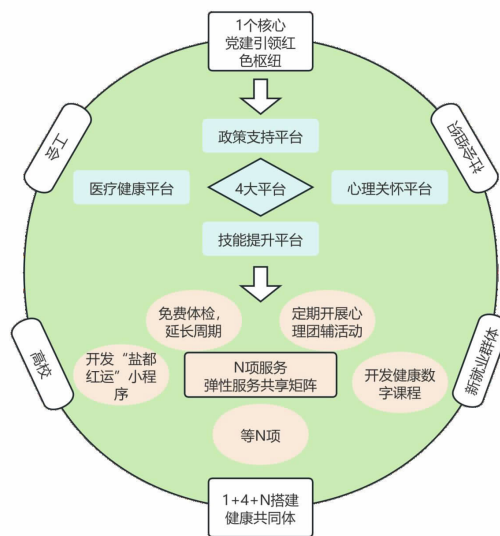 1个核心
党建引领红
色枢纽
工会
社会组织
政策支持平台
医疗健康平台
4大平台
心理关怀平台
技能提升平台
免费体检，
延长周期
定期开展心
理团辅活动
高校
开发“盐都
红运”小程
序
N项服务
弹性服务共享矩阵
开发健康数
字课程
新就业群体
等N项
1+4+N搭建
健康共同体